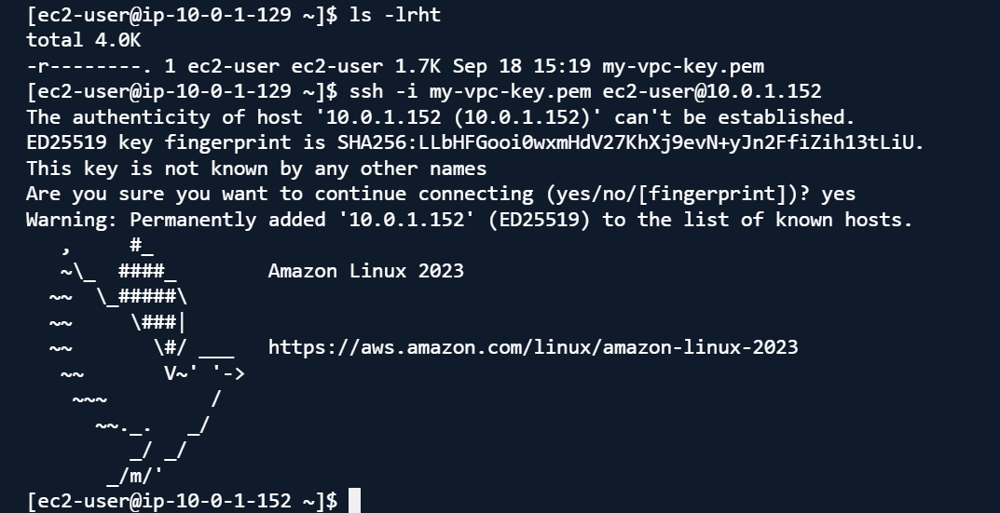 [ec2-user@ip-10-0-1-129 ~]$ ls -lrht
total 4.0K
-r--------. 1 ec2-user ec2-user 1.7K Sep 18 15:19 my-vpc-key.pem
[ec2-user@ip-10-0-1-129 ~]$ ssh -i my-vpc-key.pem ec2-user@10.0.1.152
The authenticity of host '10.0.1.152 (10.0.1.152)' can't be established.
ED25519 key fingerprint is SHA256:LLbHFGooi0wxmHdV27KhXj9evN+yJn2FfiZih13tLiU.
This key is not known by any other names
Are you sure you want to continue connecting (yes/no/[fingerprint])? yes
Warning: Permanently added '10.0.1.152' (ED25519) to the list of known hosts.
   ,     #_
   ~\_  ####_        Amazon Linux 2023
  ~~  \_#####\
  ~~     \###|
  ~~       \#/ ___   https://aws.amazon.com/linux/amazon-linux-2023
   ~~       V~' '->
    ~~~         /
      ~~._.   _/
         _/ _/
       _/m/'
[ec2-user@ip-10-0-1-152 ~]$